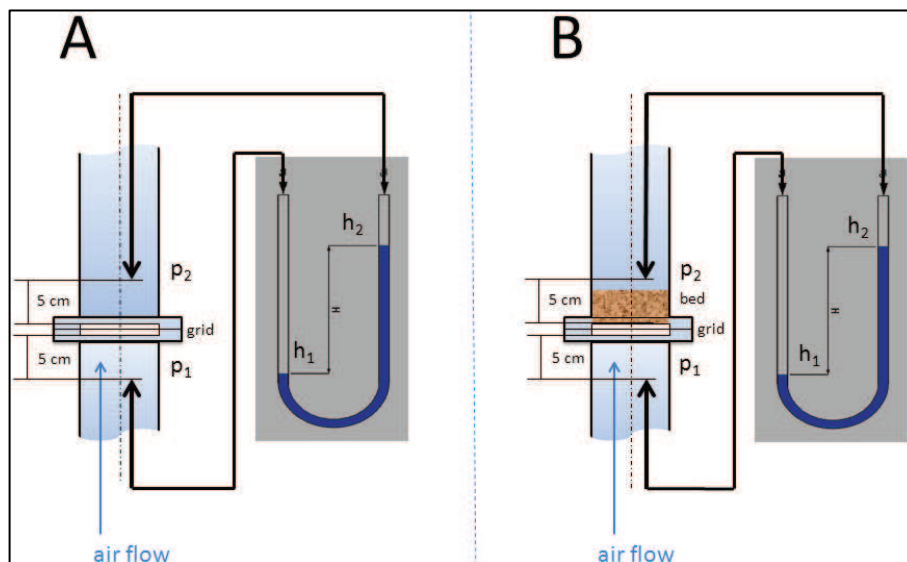 A
h₂
p₂
5 cm
grid
5 cm
h₁
p₁
H
air flow
B
h₂
p₂
5 cm
bed
grid
5 cm
h₁
p₁
H
air flow